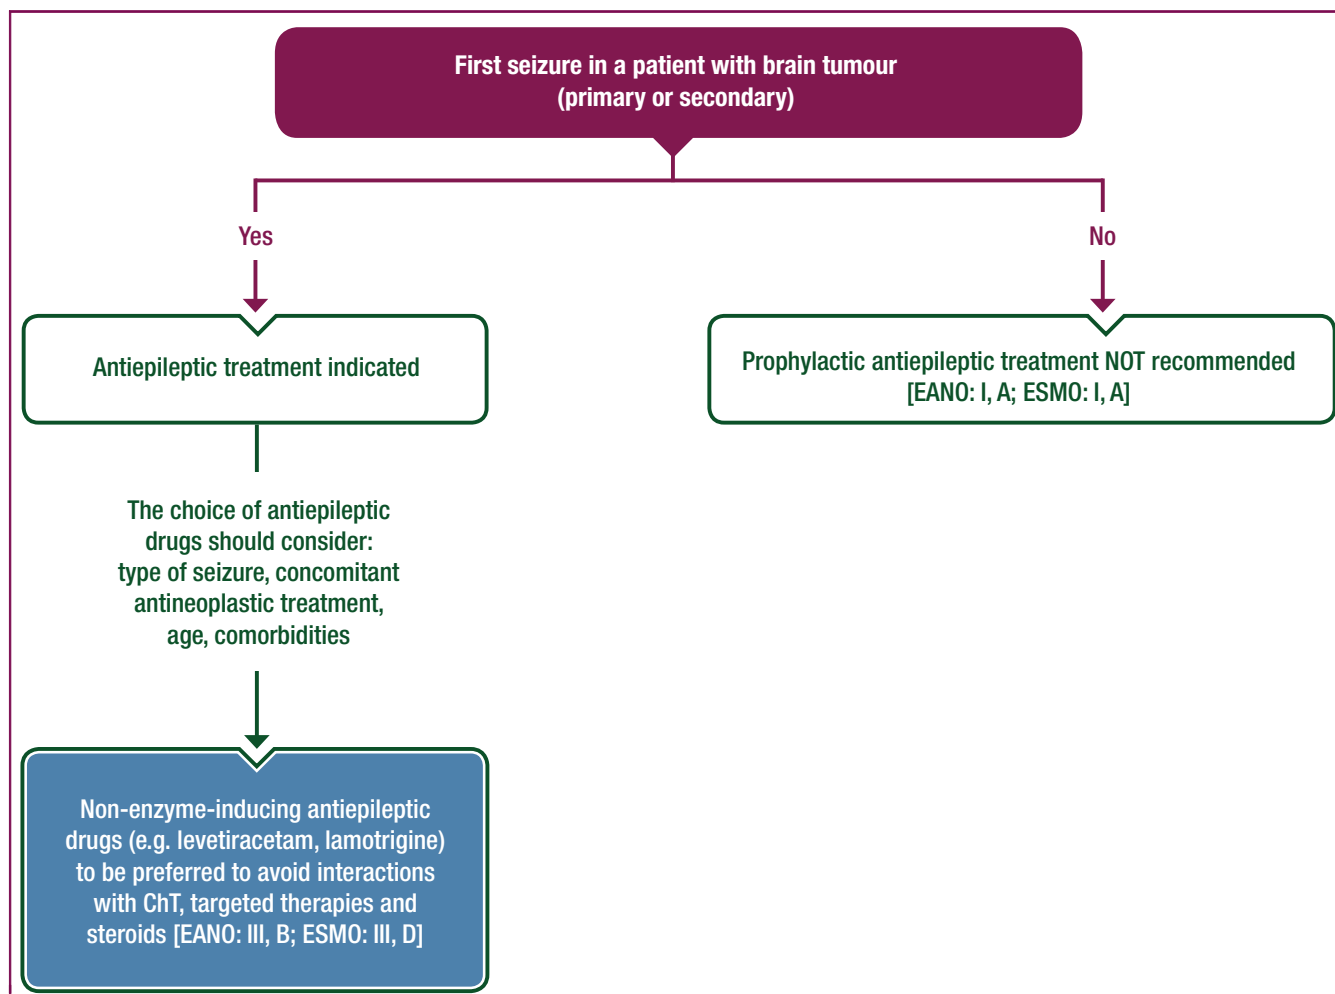 First seizure in a patient with brain tumour
(primary or secondary)
Yes
No
Antiepileptic treatment indicated
Prophylactic antiepileptic treatment NOT recommended
[EANO: I, A; ESMO: I, A]
The choice of antiepileptic
drugs should consider:
type of seizure, concomitant
antineoplastic treatment,
age, comorbidities
Non-enzyme-inducing antiepileptic
drugs (e.g. levetiracetam, lamotrigine)
to be preferred to avoid interactions
with ChT, targeted therapies and
steroids [EANO: III, B; ESMO: III, D]